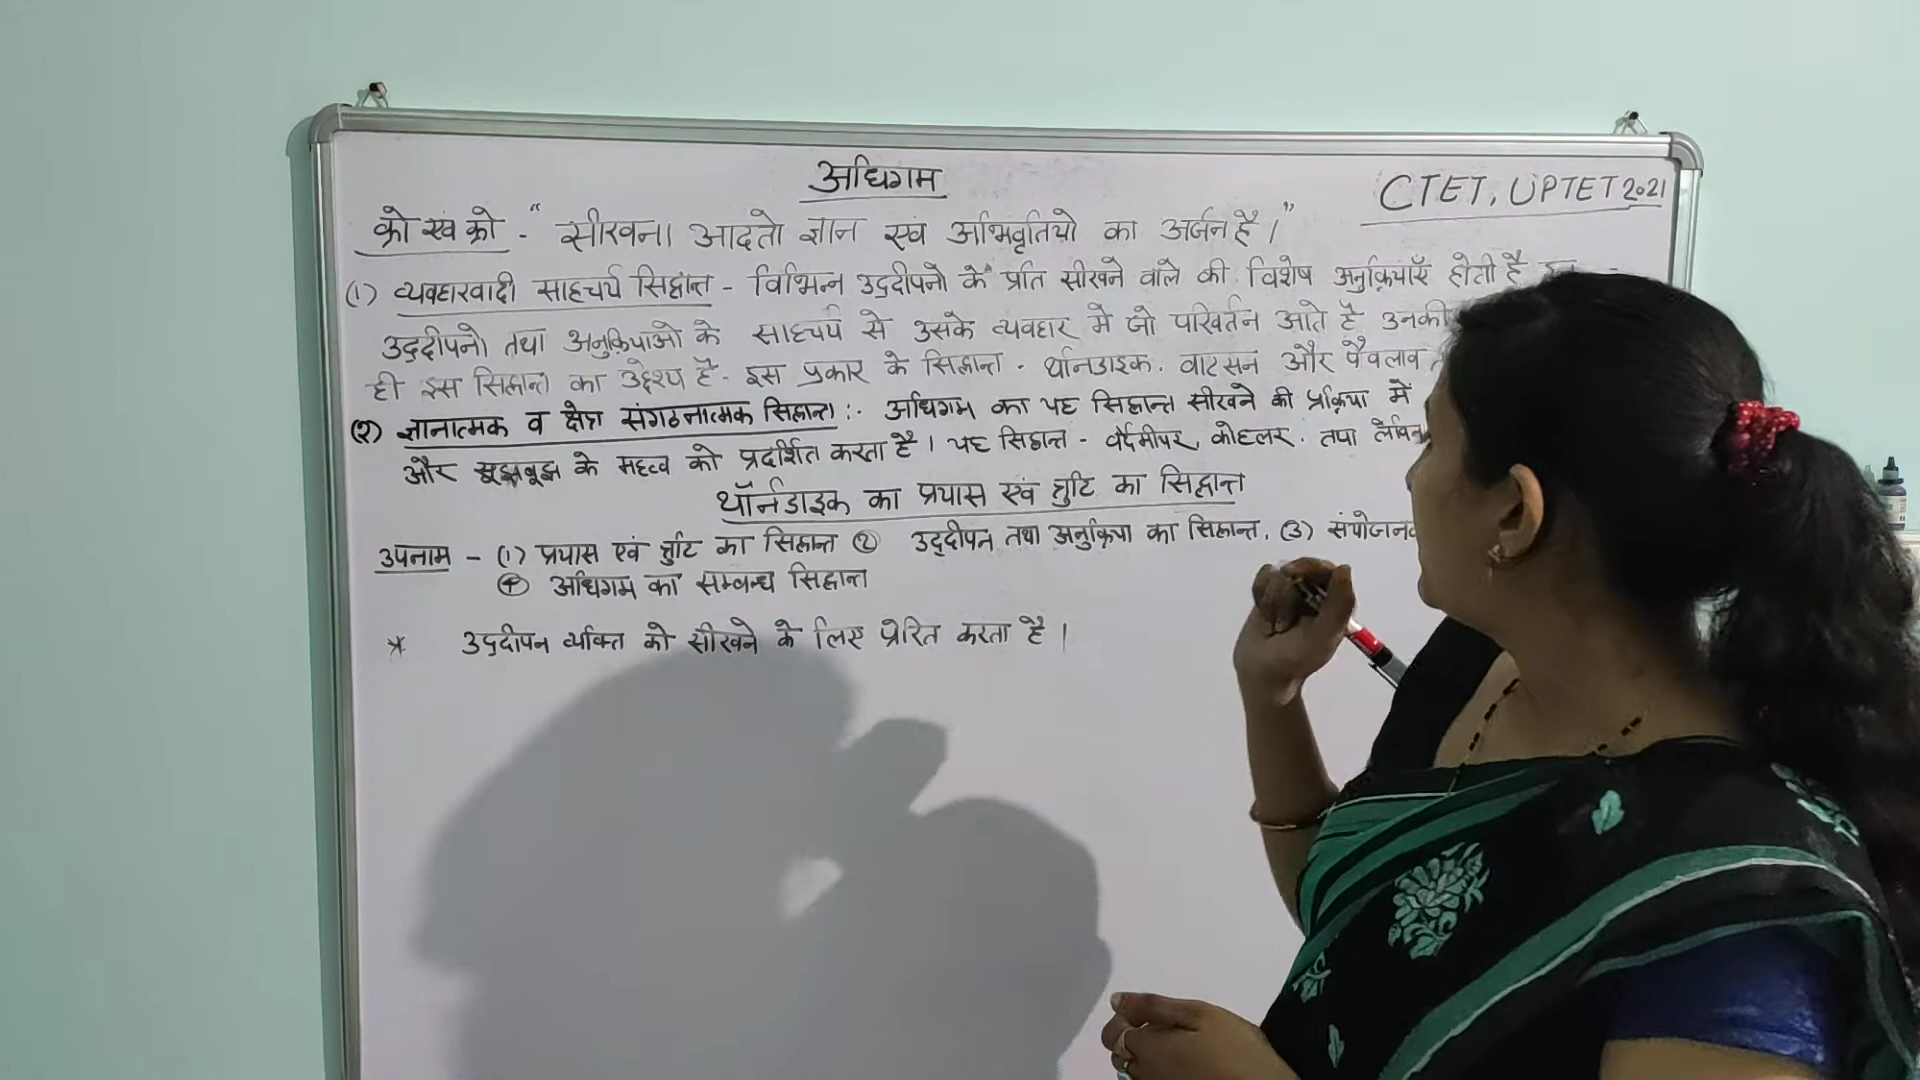 अधिगम
CTET, UPTET 2021
क्रो एवं क्रो - "सीखना आदतो ज्ञान एवं अभिवृतियो का अर्जन है।"
(1) व्यवहारवादी साहचर्य सिद्धांत - विभिन्न उद्दीपनो के प्रति सीखने वाले की विशेष अनुक्रियाएँ होती है
उद्दीपनो तथा अनुक्रियाओ के साहचर्य से उसके व्यवहार मे जो परिवर्तन आते है उनकी
ही इस सिद्धान्त का उद्देश्य है - इस प्रकार के सिद्धान्त - थॉर्नडाइक. वाटसन और पैवलाव
(२) ज्ञानात्मक व क्षेत्र संगठनात्मक सिद्धान्त :- अधिगम का यह सिद्धान्त सीखने की प्रक्रिया में
और सूझबूझ के महत्व को प्रदर्शित करता है। यह सिद्धान्त - वर्दमीयर, कोहलर. तथा लेविन
थॉर्नडाइक का प्रयास एवं त्रुटि का सिद्धान्त
उपनाम - (1) प्रयास एवं त्रुटि का सिद्धान्त ② उद्दीपन तथा अनुक्रिया का सिद्धान्त. (3)
④ अधिगम का सम्बन्ध सिद्धान्त
* उद्दीपन व्यक्ति को सीखने के लिए प्रेरित करता है।